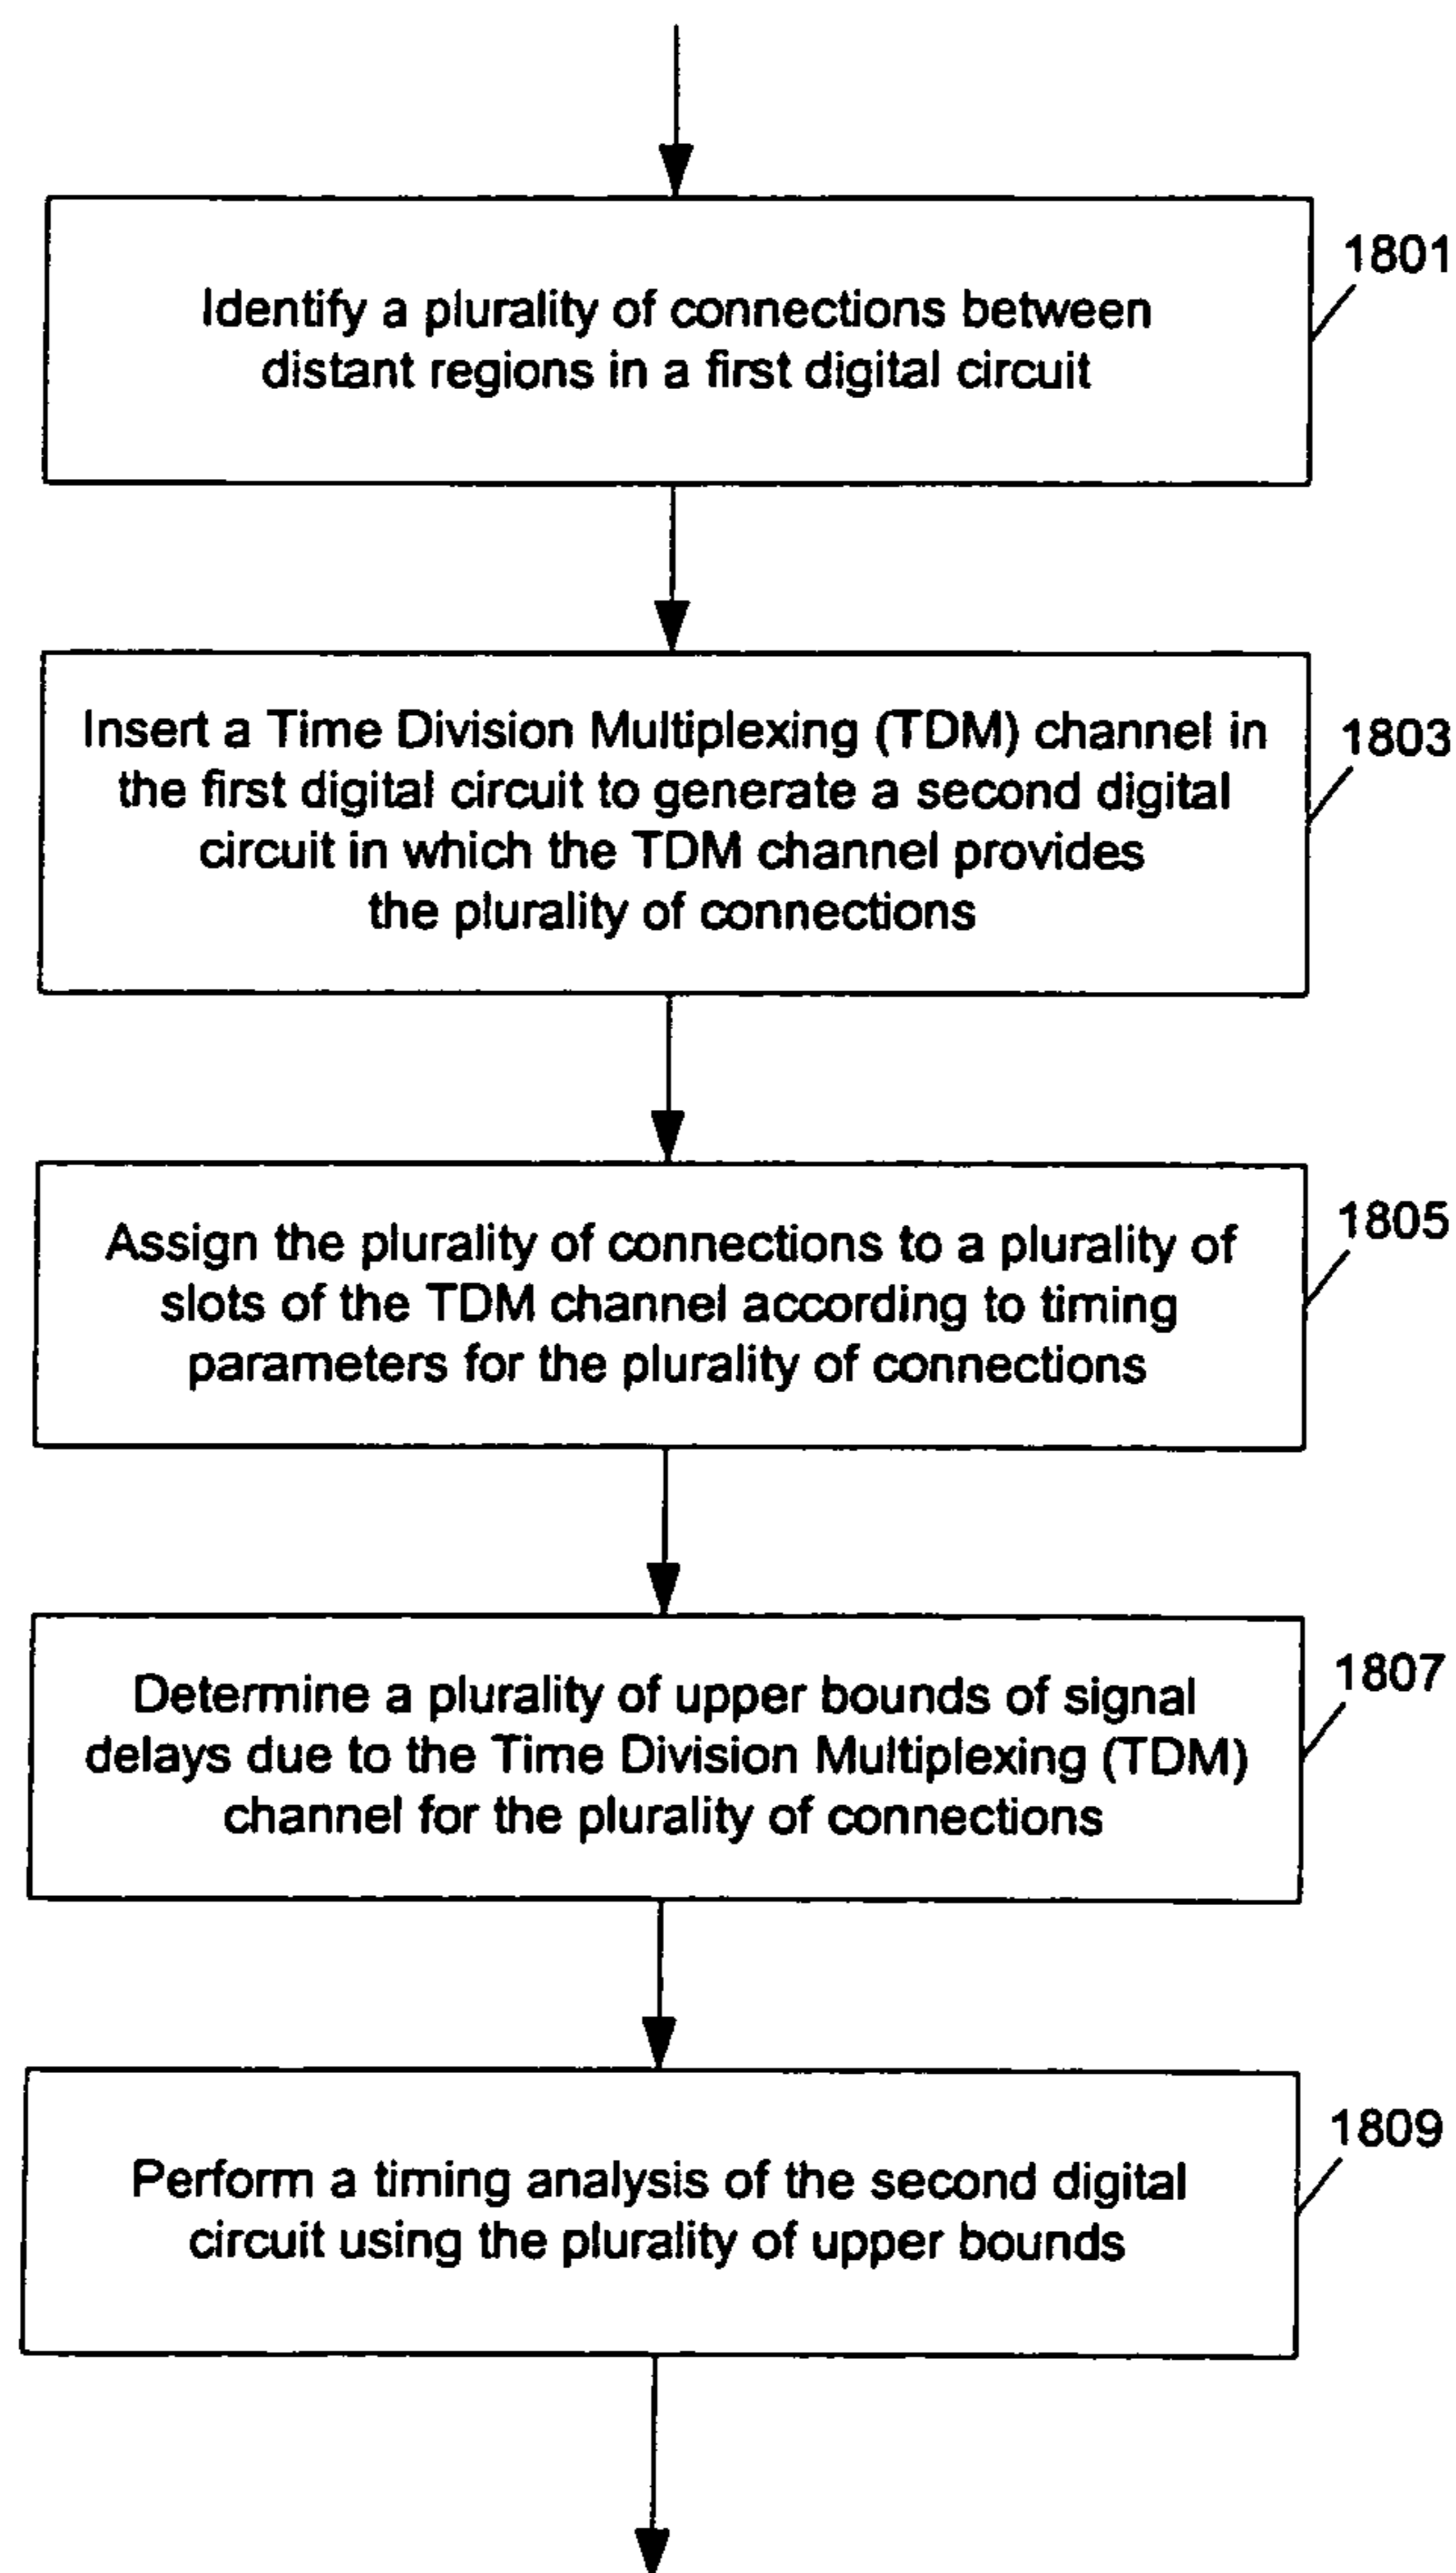 1801
Identify a plurality of connections between
distant regions in a first digital circuit
1803
Insert a Time Division Multiplexing (TDM) channel in
the first digital circuit to generate a second digital
circuit in which the TDM channel provides
the plurality of connections
1805
Assign the plurality of connections to a plurality of
slots of the TDM channel according to timing
parameters for the plurality of connections
1807
Determine a plurality of upper bounds of signal
delays due to the Time Division Multiplexing (TDM)
channel for the plurality of connections
1809
Perform a timing analysis of the second digital
circuit using the plurality of upper bounds